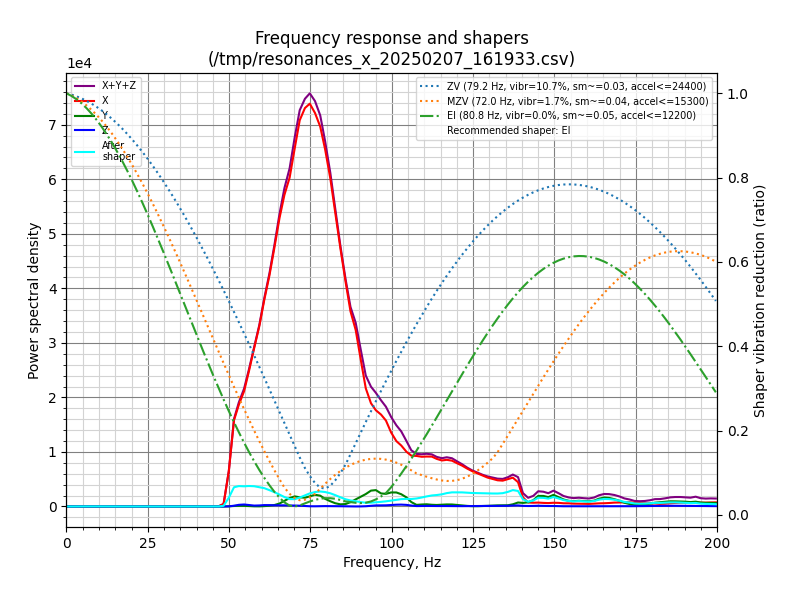 Frequency response and shapers
(/tmp/resonances_x_20250207_161933.csv)
1e4
X+Y+Z
X
Y
Z
After
shaper
ZV (79.2 Hz, vibr=10.7%, sm~=0.03, accel<=24400)
MZV (72.0 Hz, vibr=1.7%, sm~=0.04, accel<=15300)
EI (80.8 Hz, vibr=0.0%, sm~=0.05, accel<=12200)
Recommended shaper: EI
Power spectral density
7
6
5
4
3
2
1
0
1.0
0.8
0.6
0.4
0.2
0.0
Shaper vibration reduction (ratio)
0 25 50 75 100 125 150 175 200
Frequency, Hz